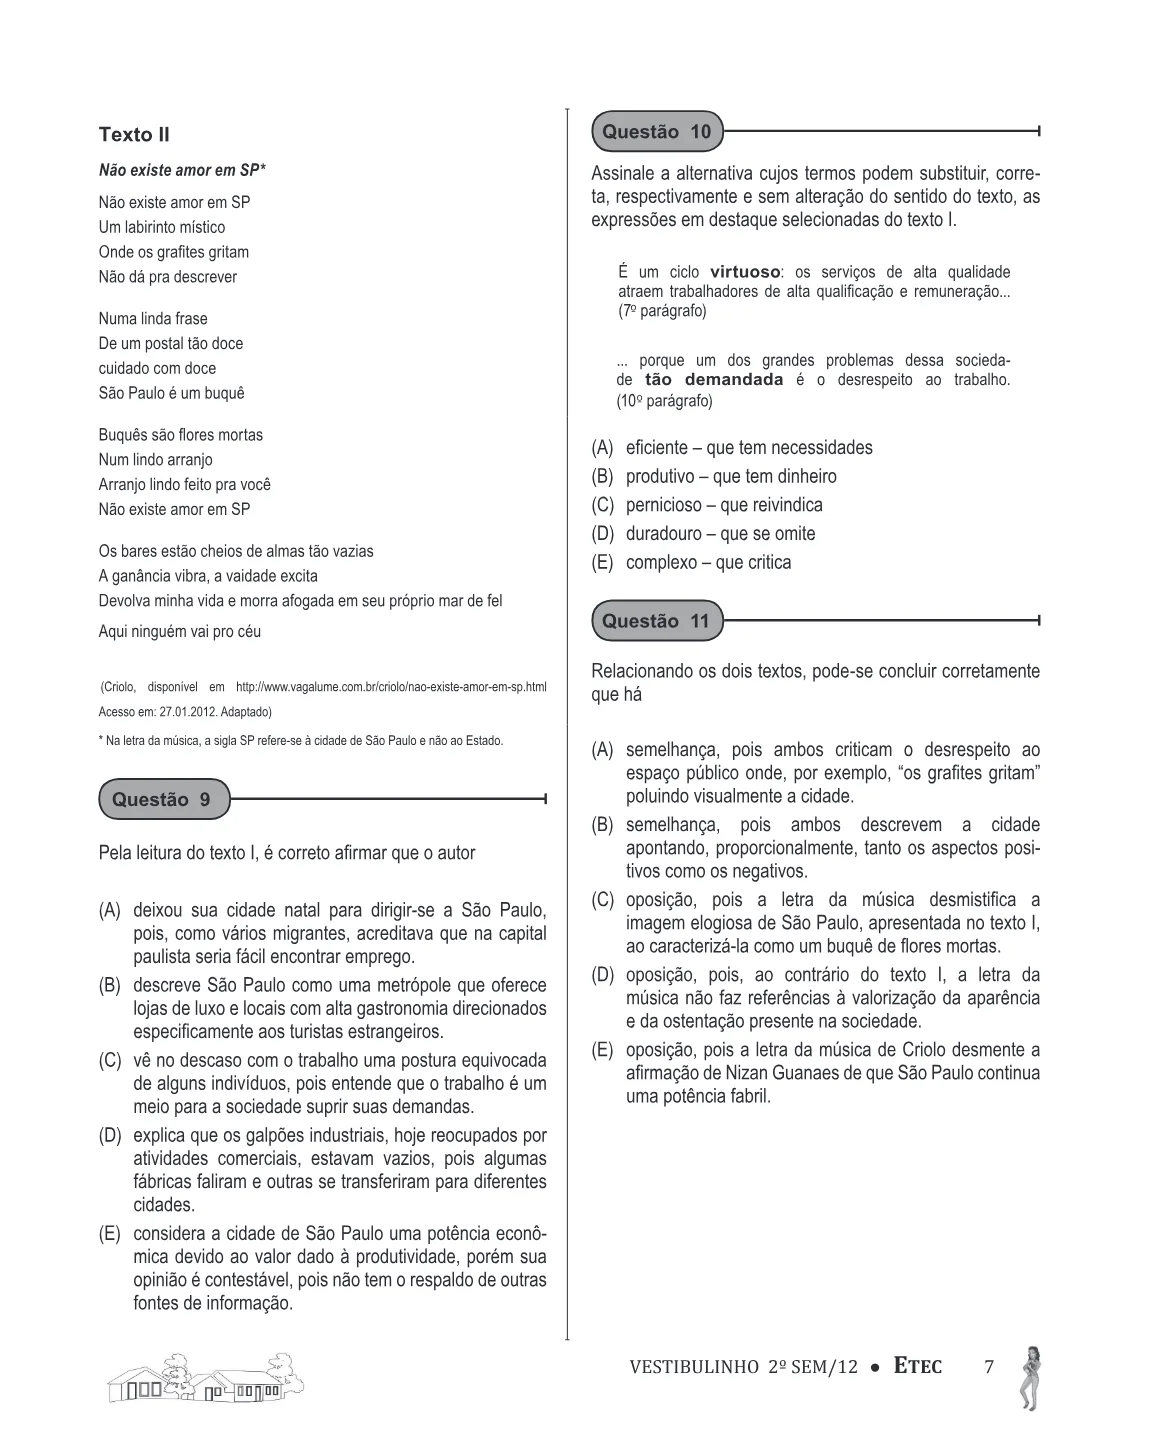 Texto II
Não existe amor em SP*
Não existe amor em SP
Um labirinto místico
Onde os grafites gritam
Não dá pra descrever
Numa linda frase
De um postal tão doce
cuidado com doce
São Paulo é um buquê
Buquês são flores mortas
Num lindo arranjo
Arranjo lindo feito pra você
Não existe amor em SP
Os bares estão cheios de almas tão vazias
A ganância vibra, a vaidade excita
Devolva minha vida e morra afogada em seu próprio mar de fel
Aqui ninguém vai pro céu
(Criolo, disponível em http://www.vagalume.com.br/criolo/nao-existe-amor-em-sp.html
Acesso em: 27.01.2012. Adaptado)
* Na letra da música, a sigla SP refere-se à cidade de São Paulo e não ao Estado.
Questão 9
Pela leitura do texto I, é correto afirmar que o autor
(A) deixou sua cidade natal para dirigir-se a São Paulo,
pois, como vários migrantes, acreditava que na capital
paulista seria fácil encontrar emprego.
(B) descreve São Paulo como uma metrópole que oferece
lojas de luxo e locais com alta gastronomia direcionados
especificamente aos turistas estrangeiros.
(C) vê no descaso com o trabalho uma postura equivocada
de alguns indivíduos, pois entende que o trabalho é um
meio para a sociedade suprir suas demandas.
(D) explica que os galpões industriais, hoje reocupados por
atividades comerciais, estavam vazios, pois algumas
fábricas faliram e outras se transferiram para diferentes
cidades.
(E) considera a cidade de São Paulo uma potência econô-
mica devido ao valor dado à produtividade, porém sua
opinião é contestável, pois não tem o respaldo de outras
fontes de informação.
Questão 10
Assinale a alternativa cujos termos podem substituir, corre-
ta, respectivamente e sem alteração do sentido do texto, as
expressões em destaque selecionadas do texto I.
É um ciclo virtuoso: os serviços de alta qualidade
atraem trabalhadores de alta qualificação e remuneração...
(7º parágrafo)
... porque um dos grandes problemas dessa socieda-
de tão demandada é o desrespeito ao trabalho.
(10º parágrafo)
(A) eficiente – que tem necessidades
(B) produtivo – que tem dinheiro
(C) pernicioso – que reivindica
(D) duradouro – que se omite
(E) complexo – que critica
Questão 11
Relacionando os dois textos, pode-se concluir corretamente
que há
(A) semelhança, pois ambos criticam o desrespeito ao
espaço público onde, por exemplo, “os grafites gritam”
poluindo visualmente a cidade.
(B) semelhança, pois ambos descrevem a cidade
apontando, proporcionalmente, tanto os aspectos posi-
tivos como os negativos.
(C) oposição, pois a letra da música desmistifica a
imagem elogiosa de São Paulo, apresentada no texto I,
ao caracterizá-la como um buquê de flores mortas.
(D) oposição, pois, ao contrário do texto I, a letra da
música não faz referências à valorização da aparência
e da ostentação presente na sociedade.
(E) oposição, pois a letra da música de Criolo desmente a
afirmação de Nizan Guanaes de que São Paulo continua
uma potência fabril.
VESTIBULINHO 2º SEM/12 • ETEC 7